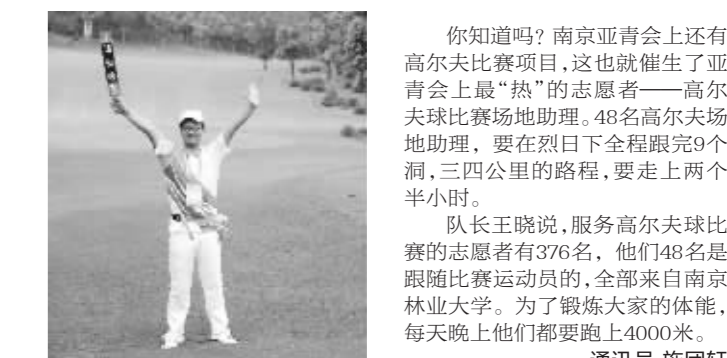 你知道吗？南京亚青会上还有
高尔夫比赛项目，这也就催生了亚
青会上最“热”的志愿者——高尔
夫球比赛场地助理。48名高尔夫场
地助理，要在烈日下全程跟完9个
洞，三四公里的路程，要走上两个
半小时。
队长王晓说，服务高尔夫球比
赛的志愿者有376名，他们48名是
跟随比赛运动员的，全部来自南京
林业大学。为了锻炼大家的体能，
每天晚上他们都要跑上4000米。